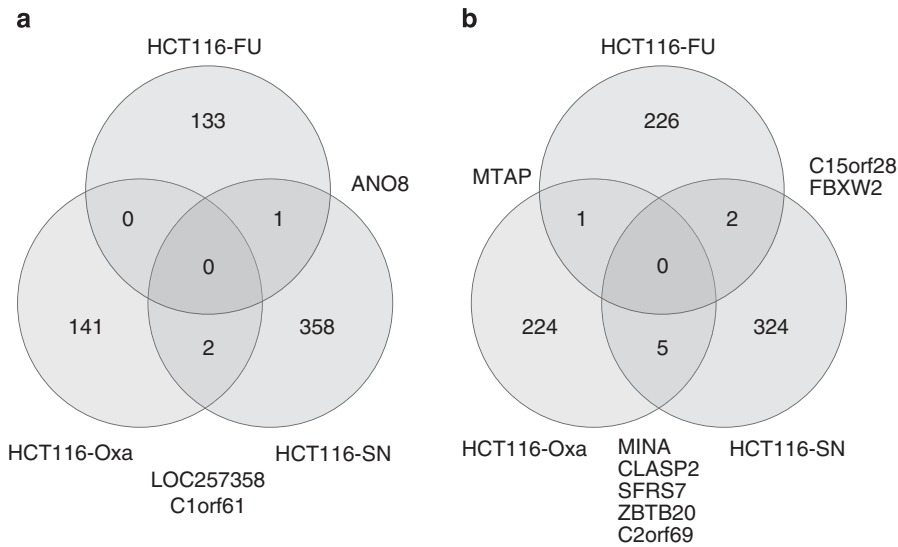 a
HCT116-FU
133
ANO8
0
1
0
141
358
2
HCT116-Oxa
HCT116-SN
LOC257358
C1orf61
b
HCT116-FU
226
MTAP
C15orf28
FBXW2
1
2
0
224
324
5
HCT116-Oxa
HCT116-SN
MINA
CLASP2
SFRS7
ZBTB20
C2orf69